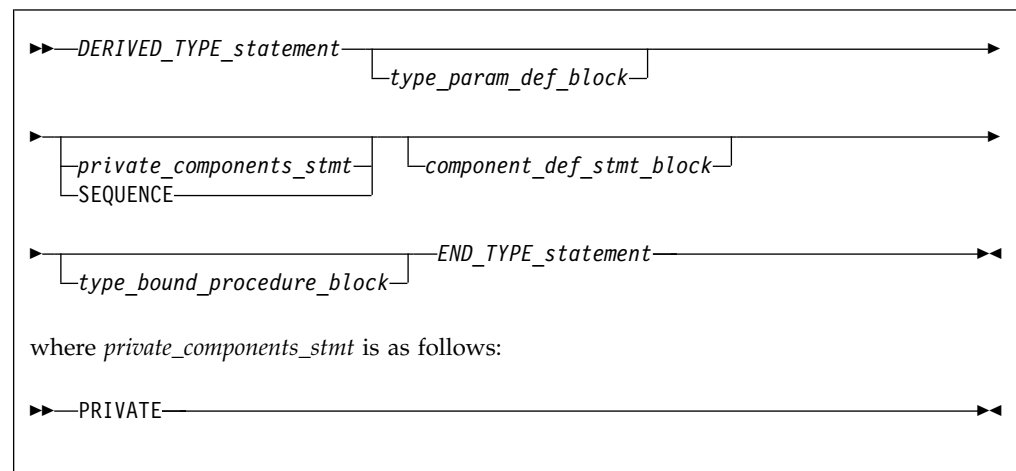 DERIVED_TYPE_statement
type_param_def_block
private_components_stmt component_def_stmt_block
SEQUENCE
END_TYPE_statement
type_bound_procedure_block
where private_components_stmt is as follows:
PRIVATE